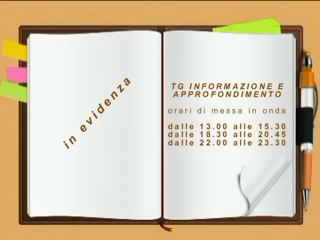 in evidenza
TG INFORMAZIONE E
APPROFONDIMENTO
orari di messa in onda
dalle 13.00 alle 15.30
dalle 18.30 alle 20.45
dalle 22.00 alle 23.30